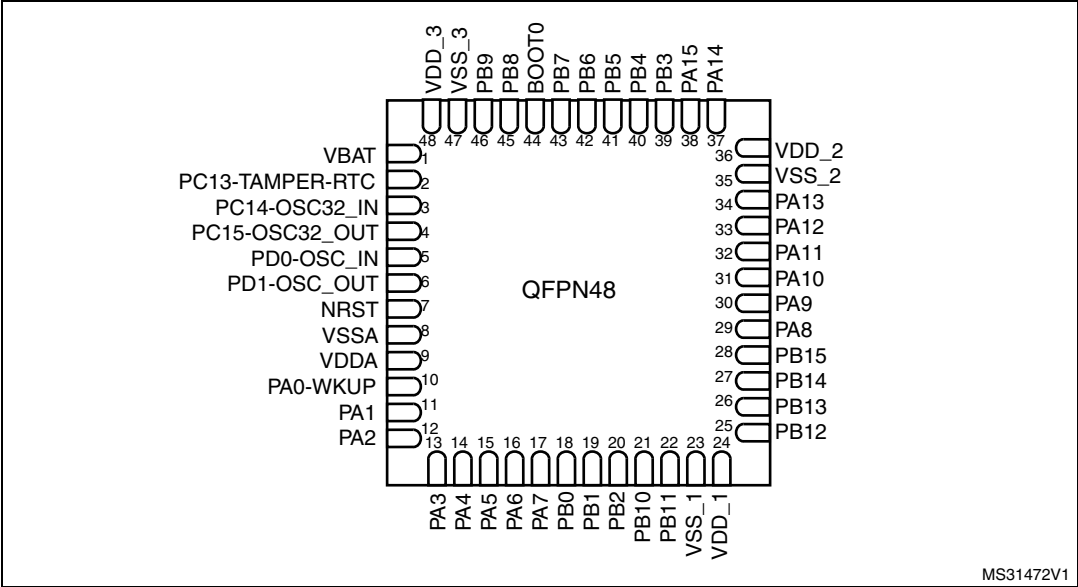 VDD_3
VSS_3
PB9
PB8
BOOT0
PB7
PB6
PB5
PB4
PB3
PA15
PA14
48
47
46
45
44
43
42
41
40
39
38
37
VBAT
1
PC13-TAMPER-RTC
2
PC14-OSC32_IN
3
PC15-OSC32_OUT
4
PD0-OSC_IN
5
PD1-OSC_OUT
6
NRST
7
VSSA
8
VDDA
9
PA0-WKUP
10
PA1
11
PA2
12
QFPN48
36
VDD_2
35
VSS_2
34
PA13
33
PA12
32
PA11
31
PA10
30
PA9
29
PA8
28
PB15
27
PB14
26
PB13
25
PB12
13
14
15
16
17
18
19
20
21
22
23
24
PA3
PA4
PA5
PA6
PA7
PB0
PB1
PB2
PB10
PB11
VSS_1
VDD_1
MS31472V1